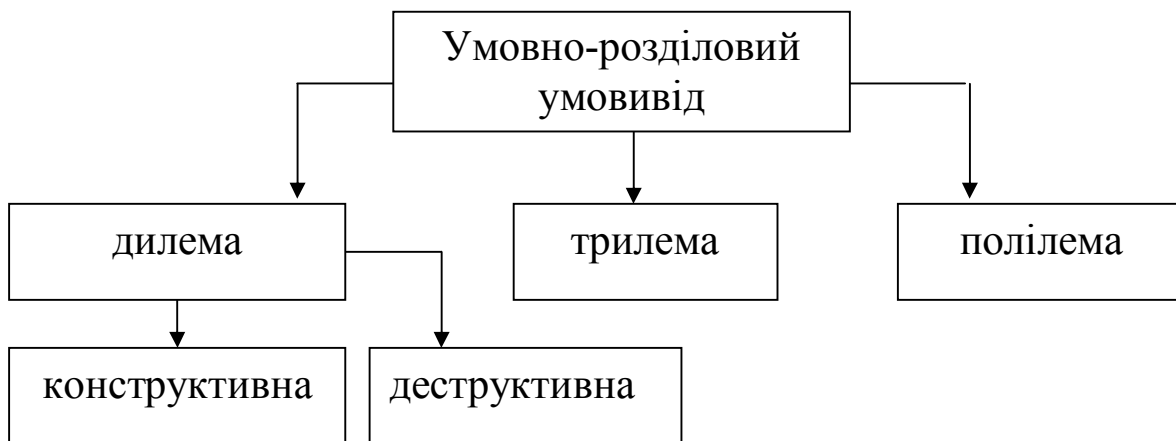 Умовно-розділовий
умовивід
дилема
трилема
полілема
конструктивна
деструктивна